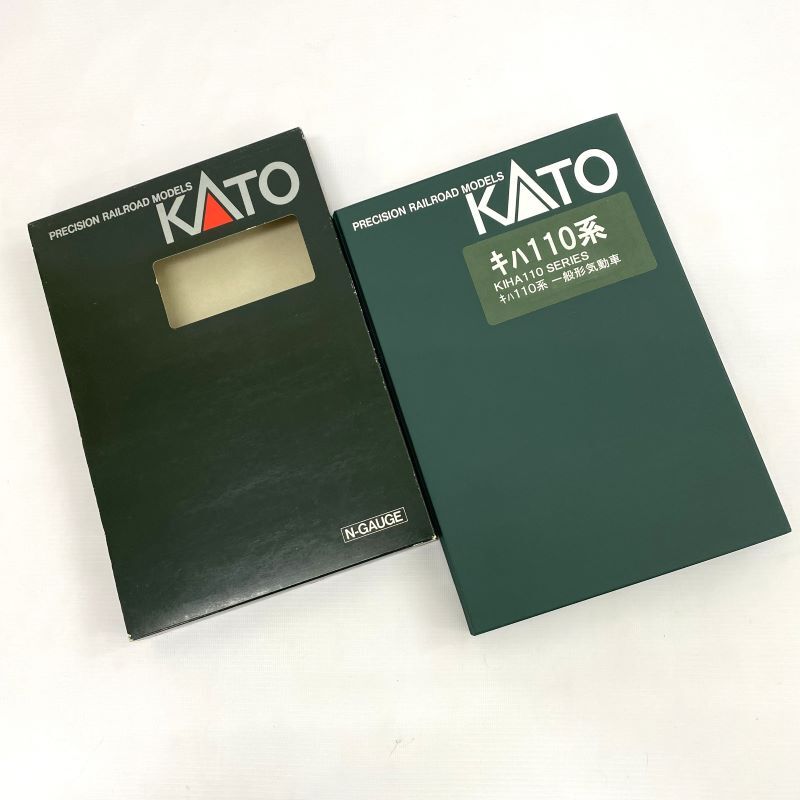 PRECISION RAILROAD MODELS
KATO
N-GAUGE
PRECISION RAILROAD MODELS
KATO
キハ110系
KIHA110 SERIES
キハ110系 一般形気動車